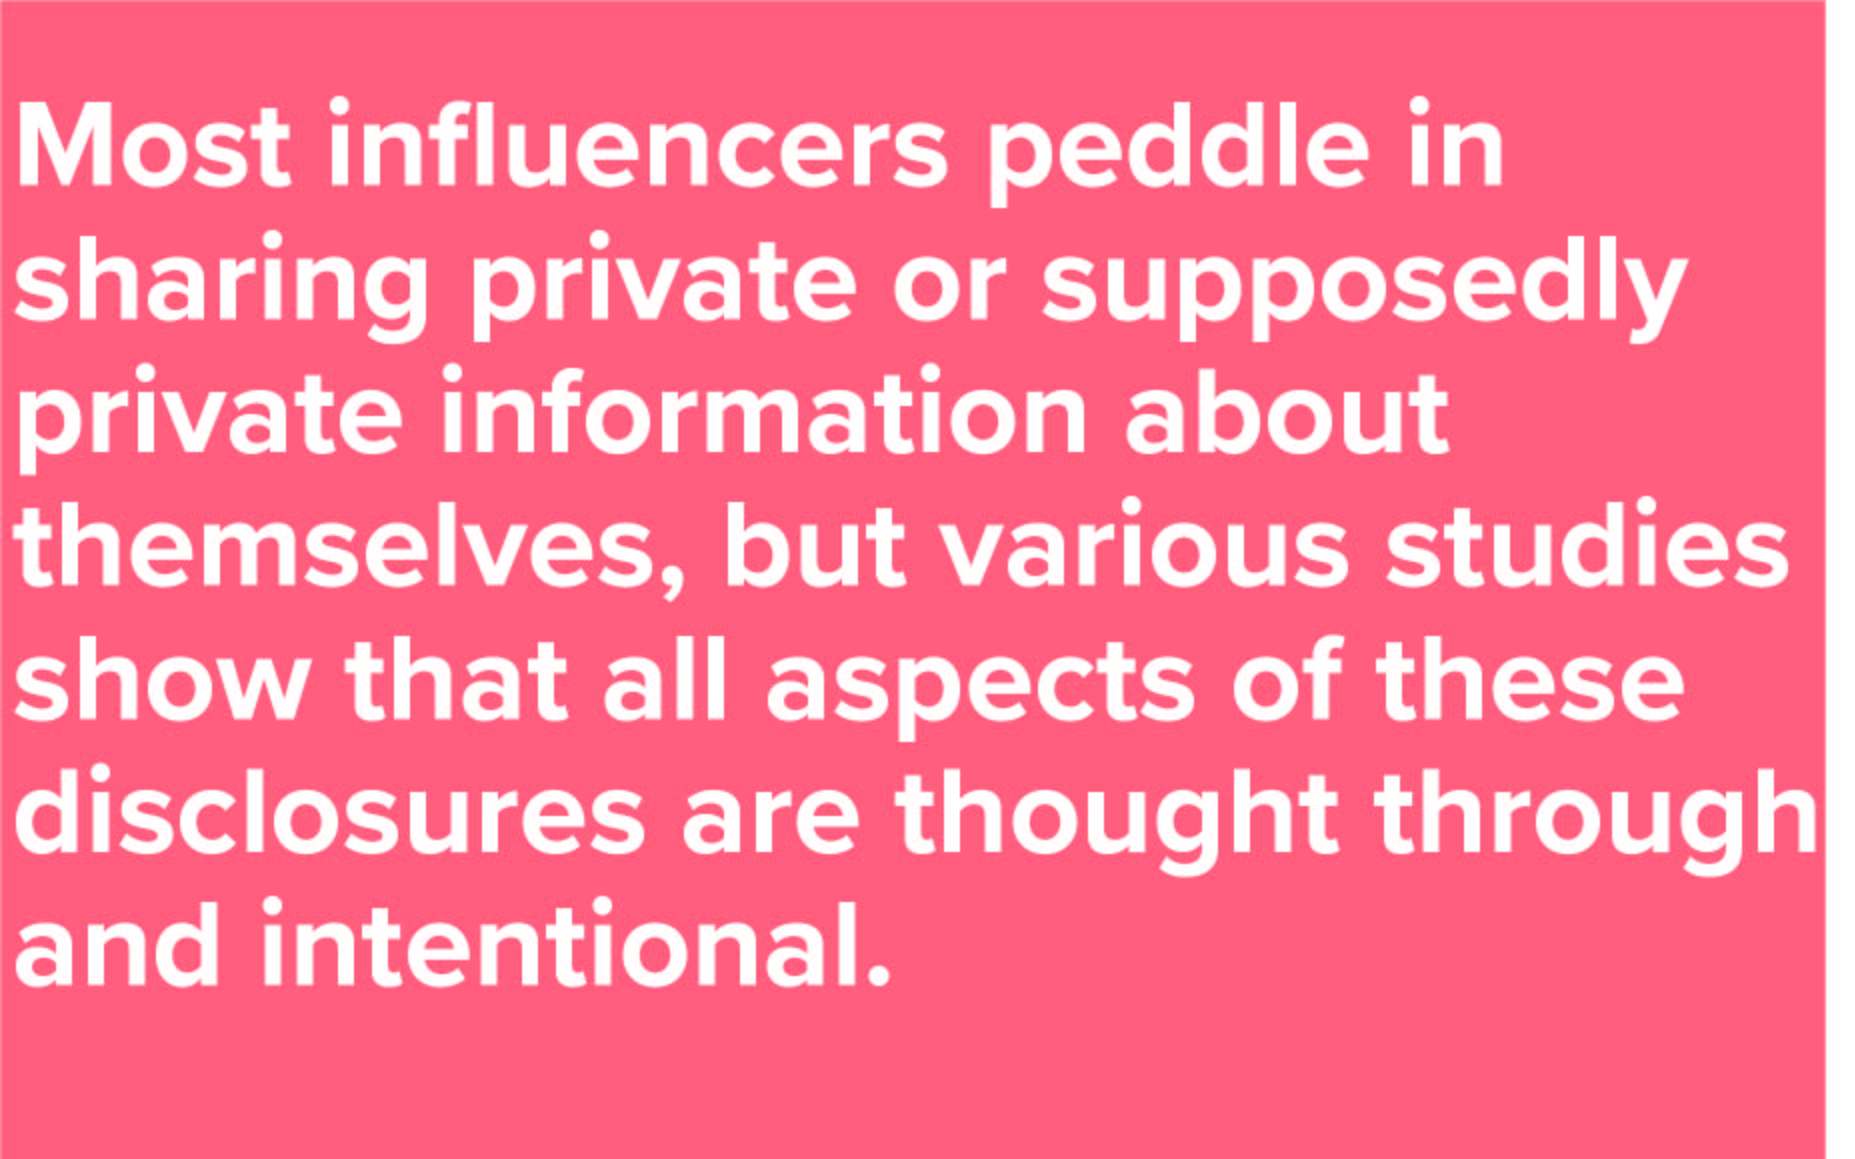 Most influencers peddle in
sharing private or supposedly
private information about
themselves, but various studies
show that all aspects of these
disclosures are thought through
and intentional.